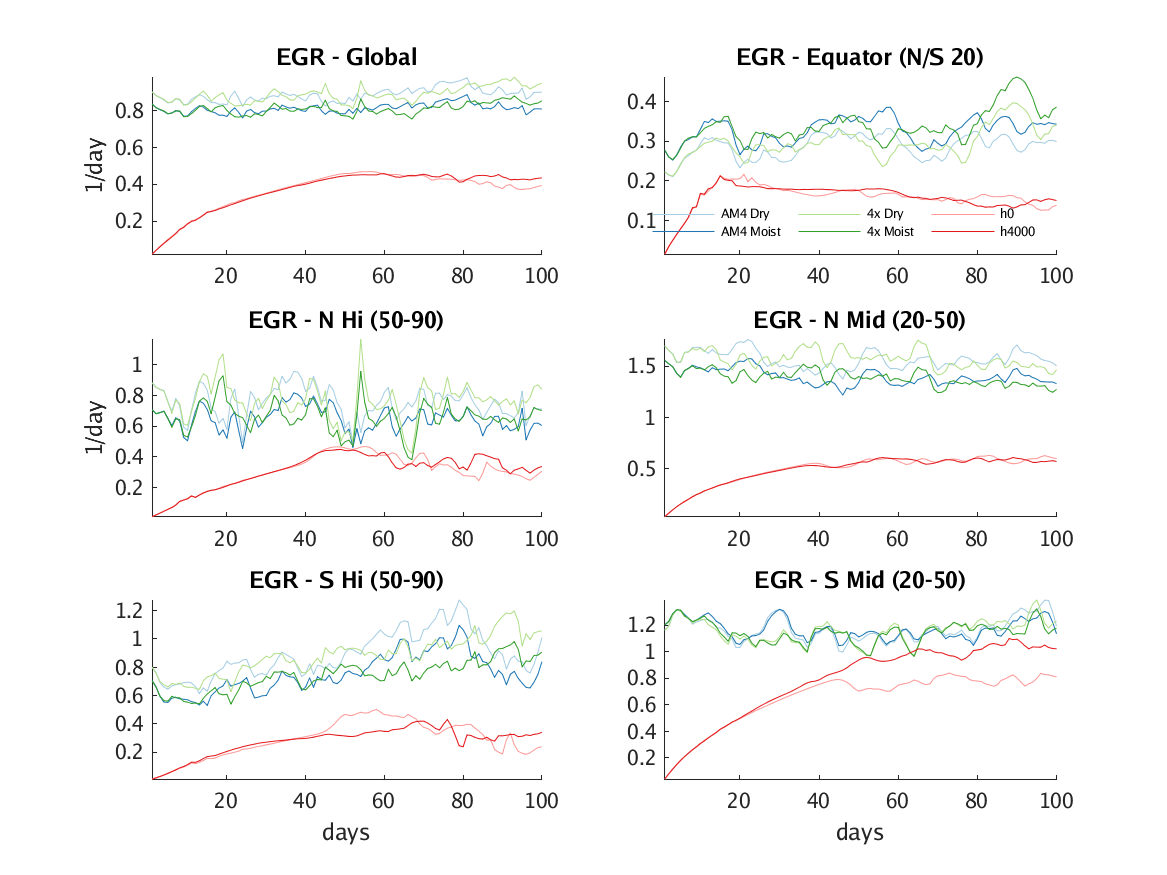 EGR - Global
1/day
0.8
0.6
0.4
0.2
20 40 60 80 100
EGR - Equator (N/S 20)
0.4
0.3
0.2
0.1
AM4 Dry 4x Dry h0
AM4 Moist 4x Moist h4000
20 40 60 80 100
EGR - N Hi (50-90)
1/day
1
0.8
0.6
0.4
0.2
20 40 60 80 100
EGR - N Mid (20-50)
1.5
1
0.5
20 40 60 80 100
EGR - S Hi (50-90)
1.2
1
0.8
0.6
0.4
0.2
20 40 60 80 100
days
EGR - S Mid (20-50)
1.2
1
0.8
0.6
0.4
0.2
20 40 60 80 100
days